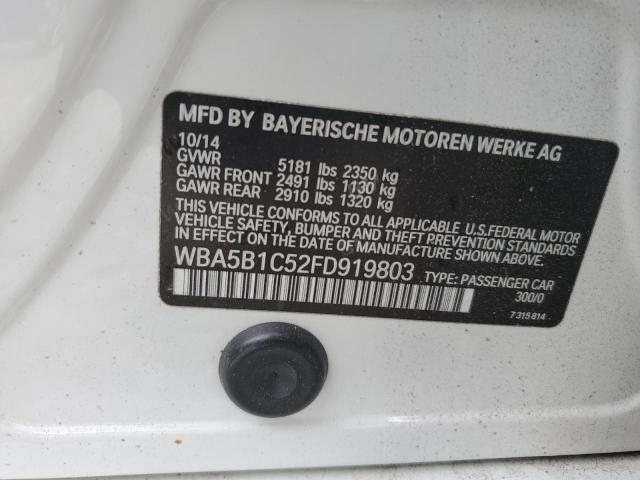 MFD BY BAYERISCHE MOTOREN WERKE AG
10/14
GVWR 5181 lbs 2350 kg
GAWR FRONT 2491 lbs 1130 kg
GAWR REAR 2910 lbs 1320 kg
THIS VEHICLE CONFORMS TO ALL APPLICABLE U.S.FEDERAL MOTOR
VEHICLE SAFETY, BUMPER AND THEFT PREVENTION STANDARDS
IN EFFECT ON THE DATE OF MANUFACTURE SHOWN ABOVE.
WBA5B1C52FD919803 TYPE: PASSENGER CAR
300/0
7315814